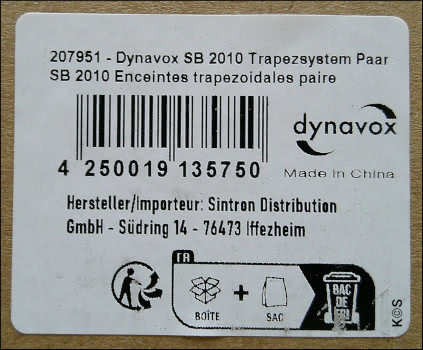 207951 - Dynavox SB 2010 Trapezsystem Paar
SB 2010 Enceintes trapezoidales paire
dynavox
4 250019 135750
Made in China
Hersteller/Importeur: Sintron Distribution
GmbH - Südring 14 - 76473 Iffezheim
FR
+
BOÎTE
SAC
BAC
DE
TRI
K©S